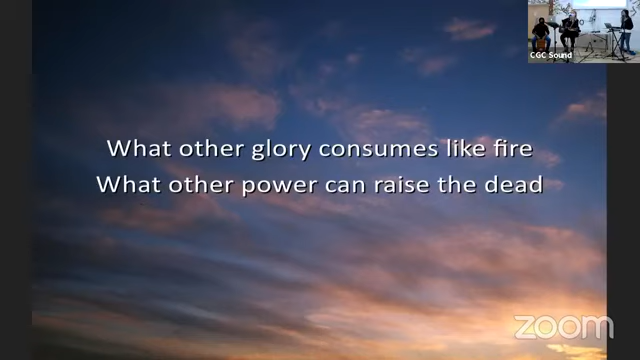 CGC Sound
What other glory consumes like fire
What other power can raise the dead
zoom